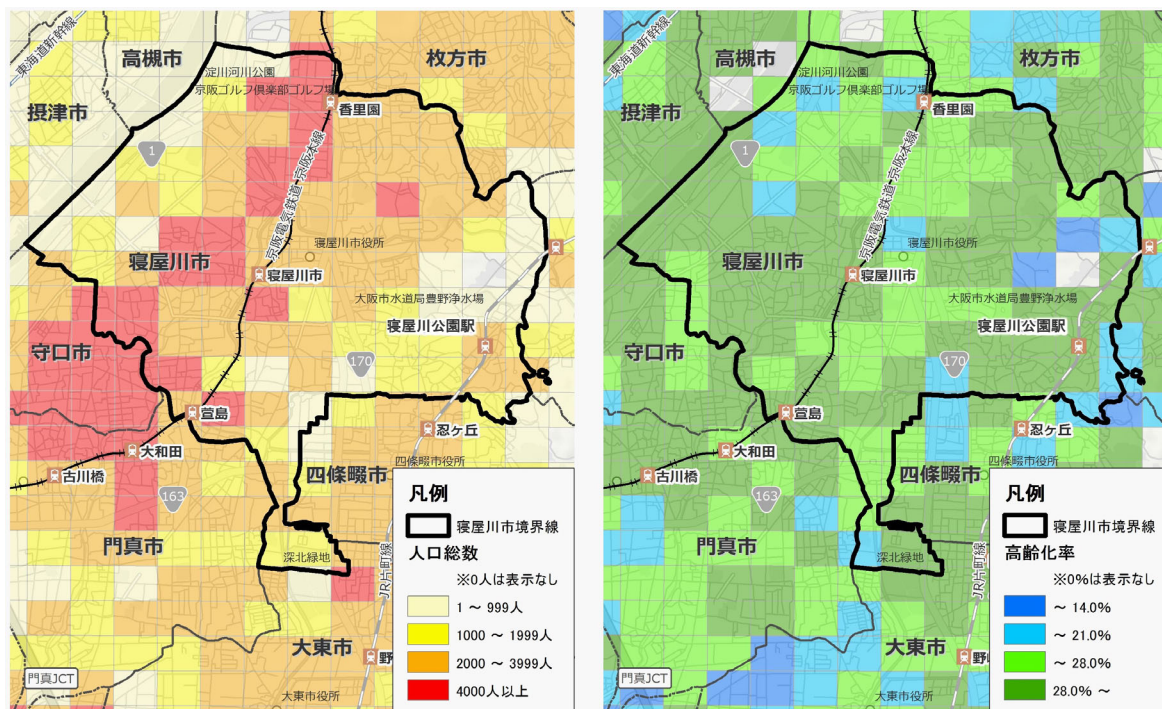 東海道新幹線
高槻市
枚方市
淀川河川公園
京阪ゴルフ倶楽部ゴルフ場
香里園
摂津市
1
京阪電気鉄道京阪本線
寝屋川市
寝屋川市役所
寝屋川市
大阪市水道局豊野浄水場
寝屋川公園駅
守口市
170
萱島
大和田
忍ケ丘
古川橋
四條畷市役所
四條畷市
163
門真市
深北緑地
JR片町線
大東市
野
門真JCT
大東市役所
凡例
寝屋川市境界線
人口総数
※0人は表示なし
1 ～ 999人
1000 ～ 1999人
2000 ～ 3999人
4000人以上
東海道新幹線
高槻市
枚方市
淀川河川公園
京阪ゴルフ倶楽部ゴルフ場
香里園
摂津市
1
京阪電気鉄道京阪本線
寝屋川市
寝屋川市役所
寝屋川市
大阪市水道局豊野浄水場
寝屋川公園駅
守口市
170
萱島
大和田
忍ケ丘
古川橋
四條畷市役所
四條畷市
163
門真市
深北緑地
JR片町線
大東市
野
門真JCT
大東市役所
凡例
寝屋川市境界線
高齢化率
※0%は表示なし
～ 14.0%
～ 21.0%
～ 28.0%
28.0% ～